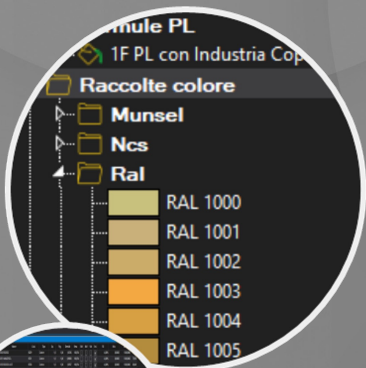 mule PL
1F PL con Industria Cop
Raccolte colore
Munsel
Ncs
Ral
RAL 1000
RAL 1001
RAL 1002
RAL 1003
RAL 1004
RAL 1005